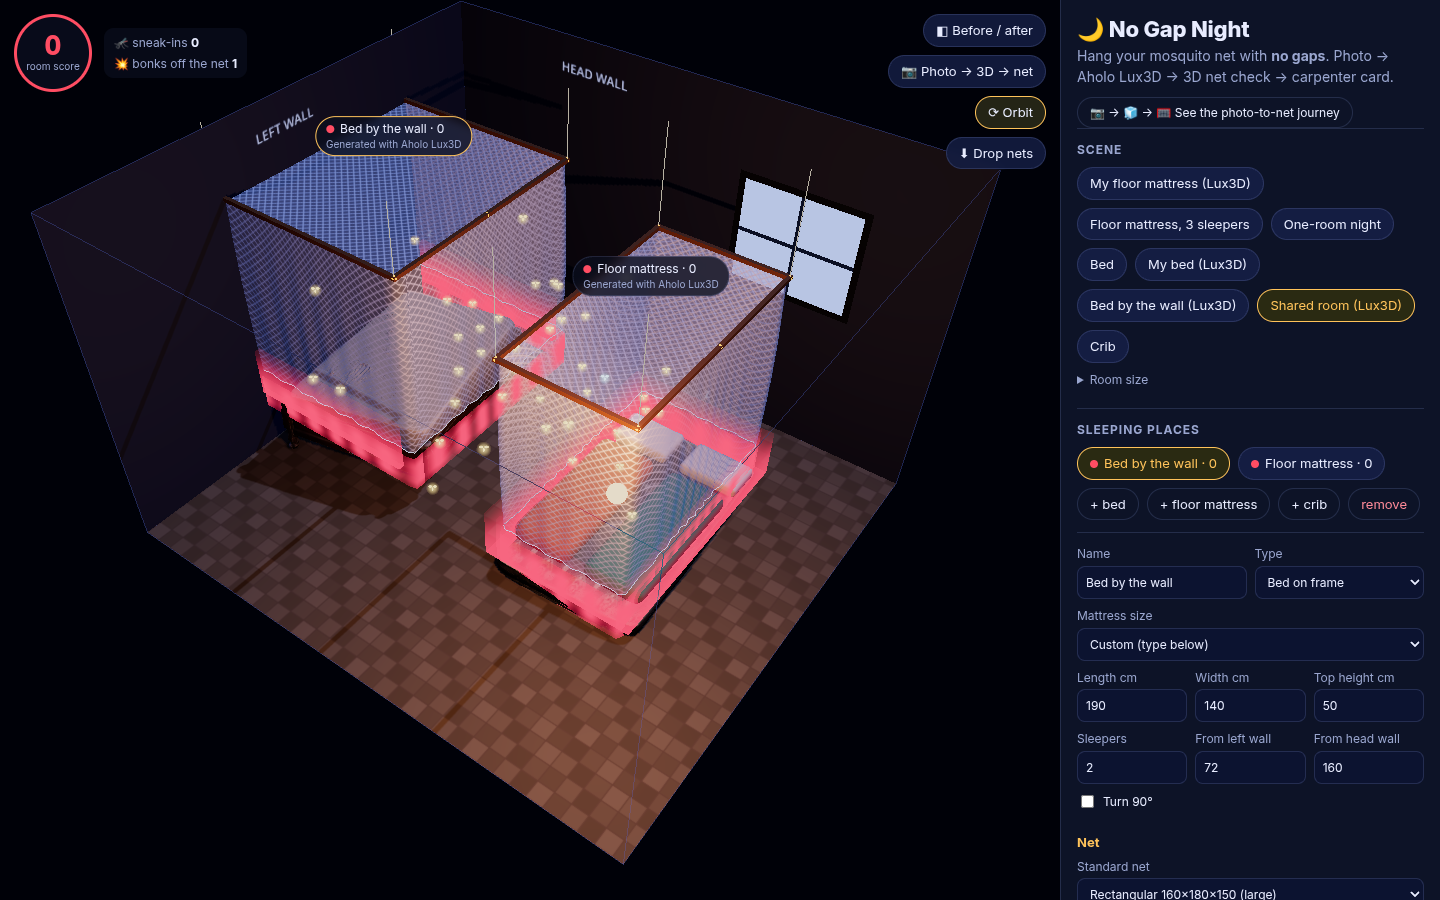 0
room score
🦟 sneak-ins 0
💥 bonks off the net 1
LEFT WALL
HEAD WALL
Bed by the wall · 0
Generated with Aholo Lux3D
Floor mattress · 0
Generated with Aholo Lux3D
◧ Before / after
📷 Photo → 3D → net
⟳ Orbit
⬇ Drop nets
🌙 No Gap Night
Hang your mosquito net with no gaps. Photo →
Aholo Lux3D → 3D net check → carpenter card.
📷 → 🧊 → 🥅 See the photo-to-net journey
SCENE
My floor mattress (Lux3D)
Floor mattress, 3 sleepers
One-room night
Bed
My bed (Lux3D)
Bed by the wall (Lux3D)
Shared room (Lux3D)
Crib
▶ Room size
SLEEPING PLACES
Bed by the wall · 0
Floor mattress · 0
+ bed
+ floor mattress
+ crib
remove
Name
Type
Bed by the wall
Bed on frame
Mattress size
Custom (type below)
Length cm
Width cm
Top height cm
190
140
50
Sleepers
From left wall
From head wall
2
72
160
Turn 90°
Net
Standard net
Rectangular 160×180×150 (large)